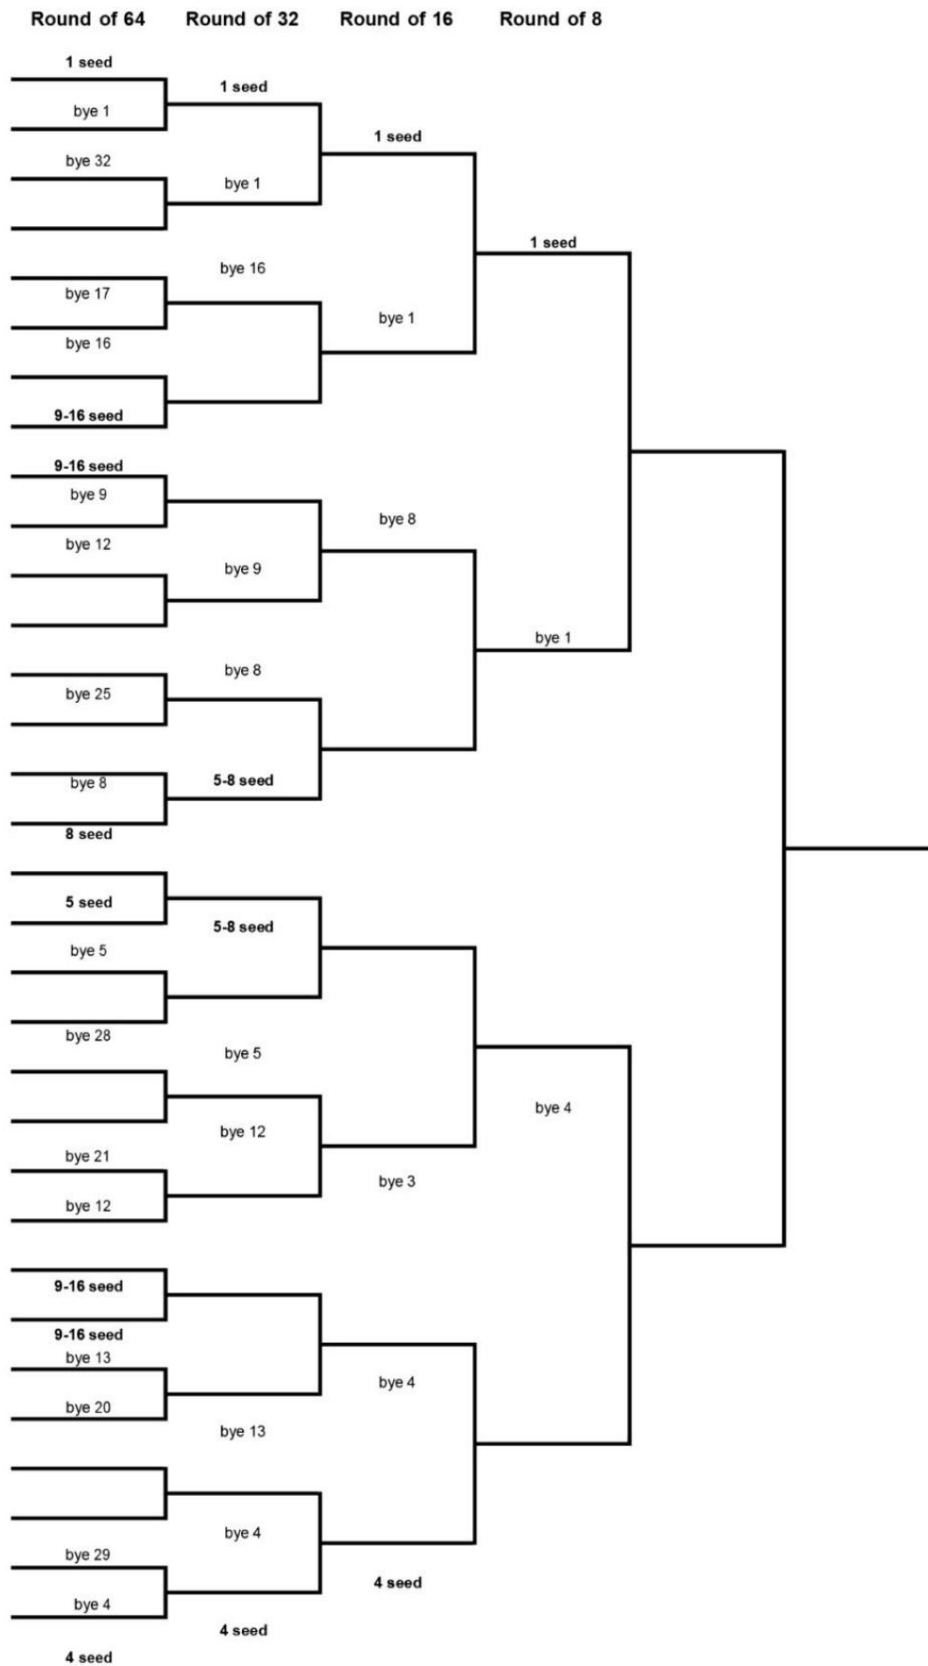 Round of 64 Round of 32 Round of 16 Round of 8
1 seed
1 seed
bye 1
1 seed
bye 32
bye 1
1 seed
bye 16
bye 17
bye 1
bye 16
9-16 seed
9-16 seed
bye 9
bye 8
bye 12
bye 9
bye 1
bye 8
bye 25
5-8 seed
bye 8
8 seed
5 seed
5-8 seed
bye 5
bye 28
bye 5
bye 4
bye 12
bye 21
bye 3
bye 12
9-16 seed
9-16 seed
bye 13
bye 4
bye 20
bye 13
bye 4
bye 29
4 seed
bye 4
4 seed
4 seed